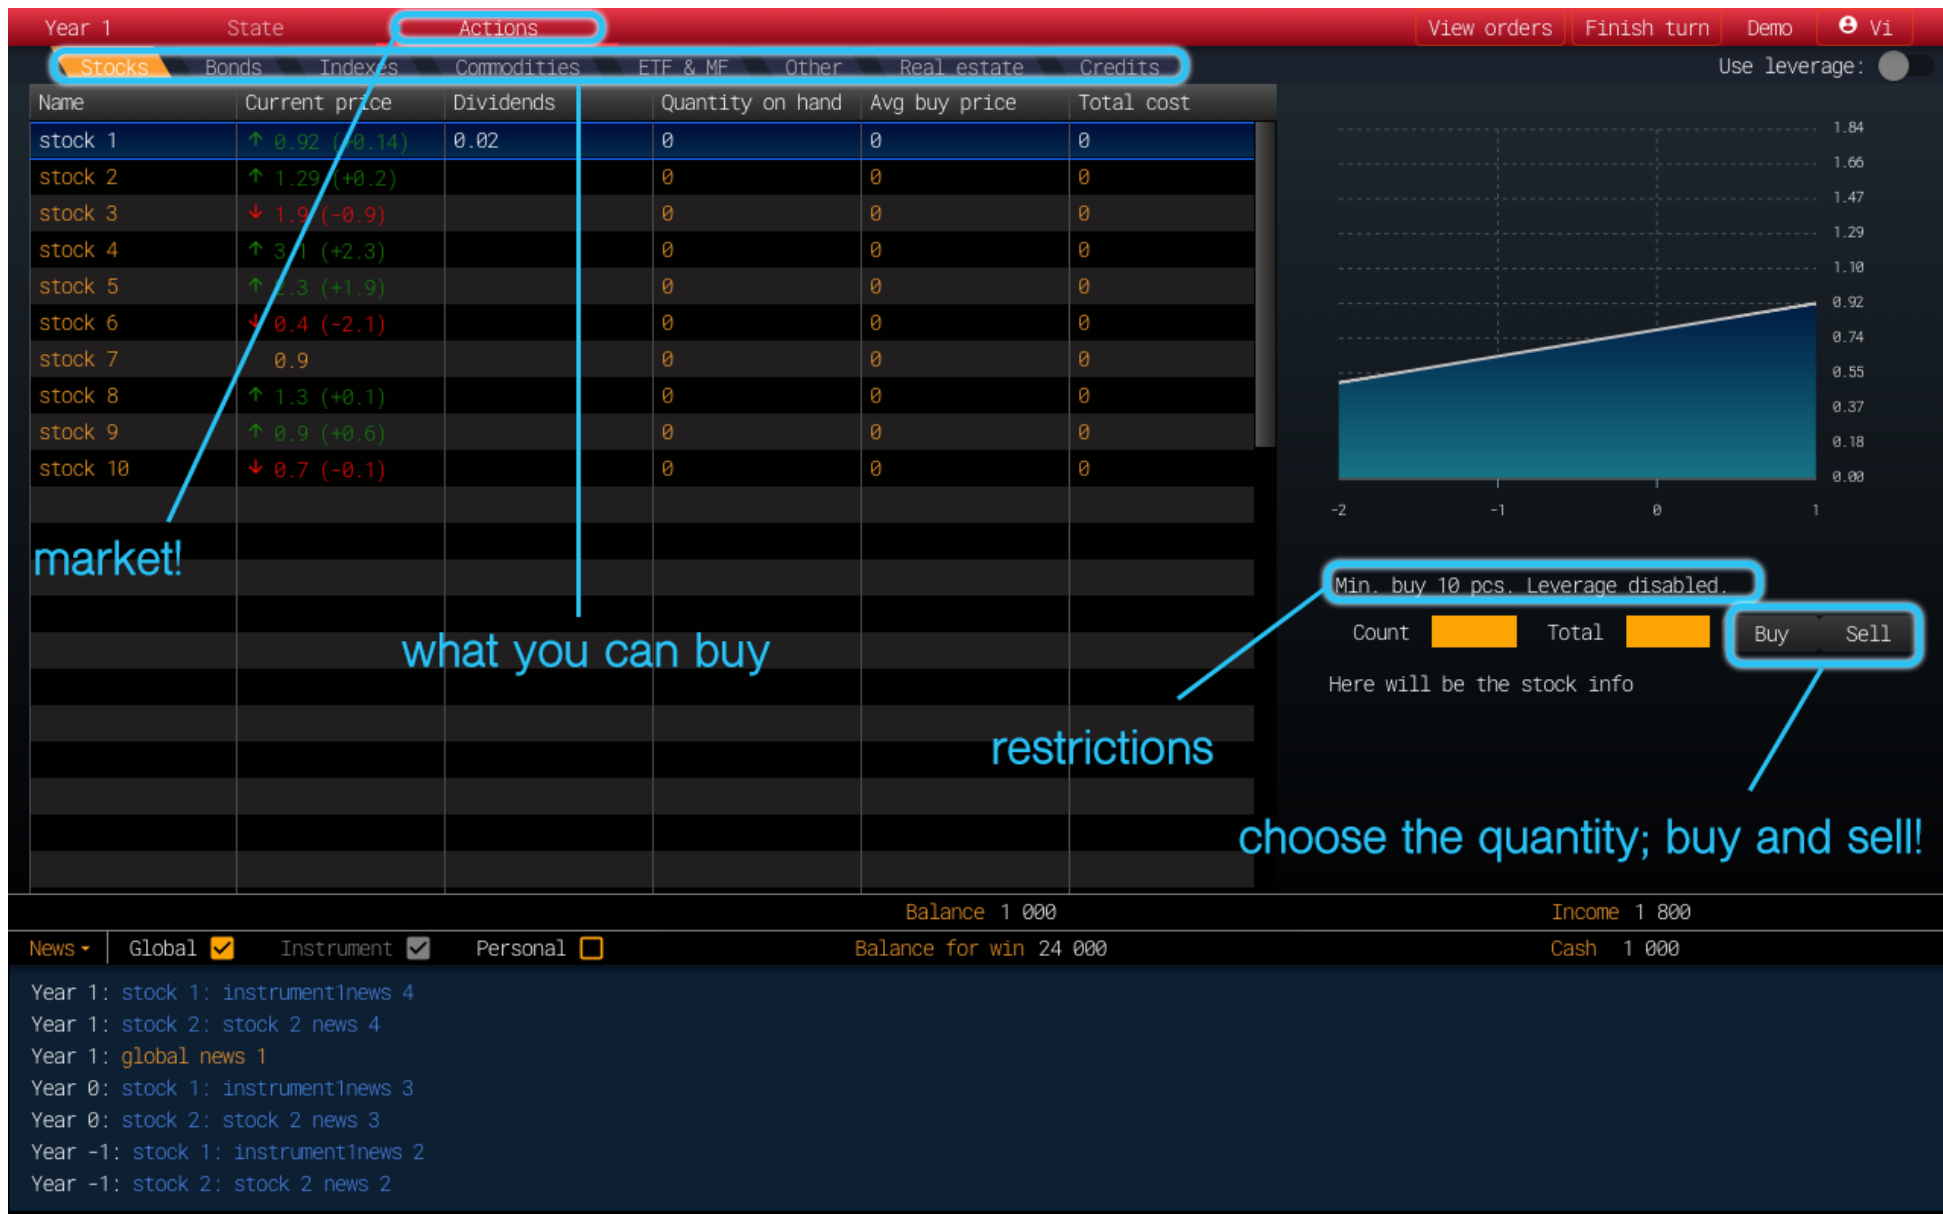 Year 1 State Actions View orders Finish turn Demo Vi
Stocks Bonds Indexes Commodities ETF & MF Other Real estate Credits Use leverage:
Name Current price Dividends Quantity on hand Avg buy price Total cost
stock 1 ↑ 0.92 (+0.14) 0.02 0 0 0
stock 2 ↑ 1.29 (+0.2) 0 0 0
stock 3 ↓ 1.9 (-0.9) 0 0 0
stock 4 ↑ 3.1 (+2.3) 0 0 0
stock 5 ↑ 2.3 (+1.9) 0 0 0
stock 6 ↓ 0.4 (-2.1) 0 0 0
stock 7 0.9 0 0 0
stock 8 ↑ 1.3 (+0.1) 0 0 0
stock 9 ↑ 0.9 (+0.6) 0 0 0
stock 10 ↓ 0.7 (-0.1) 0 0 0
1.84
1.66
1.47
1.29
1.10
0.92
0.74
0.55
0.37
0.18
0.00
-2 -1 0 1
market!
what you can buy
restrictions
Min. buy 10 pcs. Leverage disabled.
Count Total Buy Sell
Here will be the stock info
choose the quantity; buy and sell!
Balance 1 000 Income 1 800
News Global Instrument Personal Balance for win 24 000 Cash 1 000
Year 1: stock 1: instrument1news 4
Year 1: stock 2: stock 2 news 4
Year 1: global news 1
Year 0: stock 1: instrument1news 3
Year 0: stock 2: stock 2 news 3
Year -1: stock 1: instrument1news 2
Year -1: stock 2: stock 2 news 2